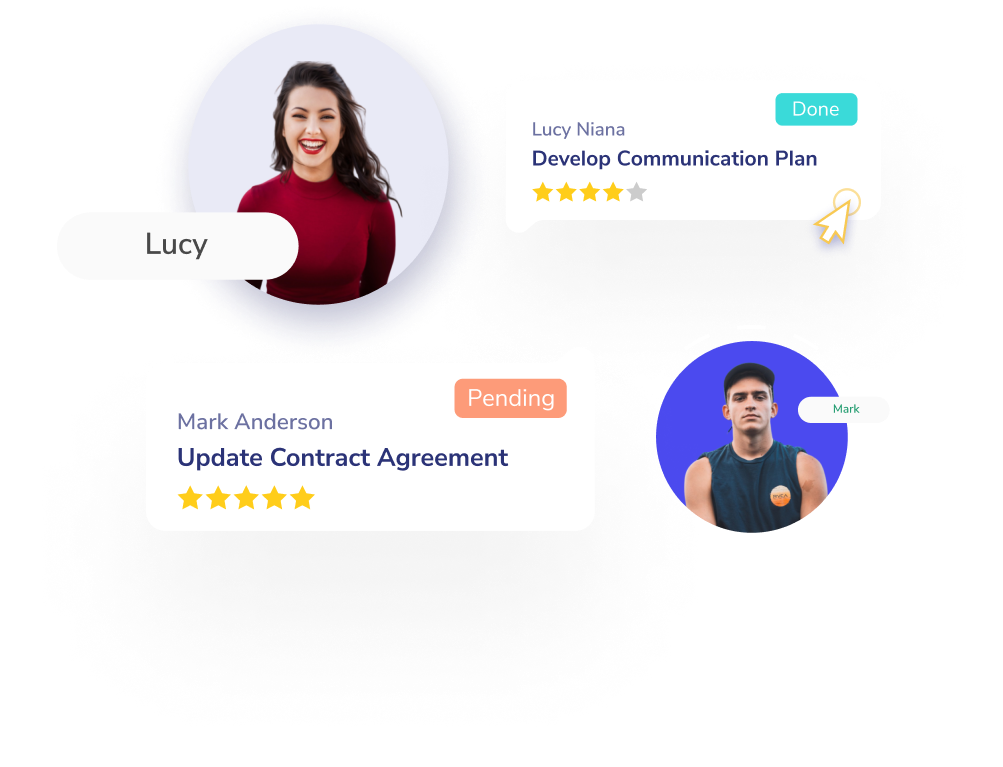 Lucy
Done
Lucy Niana
Develop Communication Plan
Pending
Mark Anderson
Update Contract Agreement
Mark